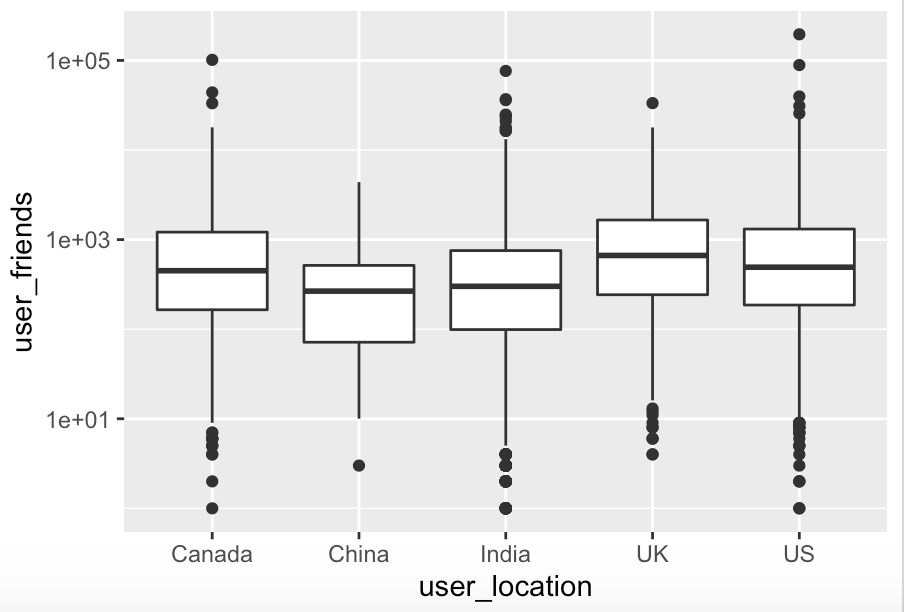 1e+05
1e+03
1e+01
user_friends
Canada China India UK US
user_location